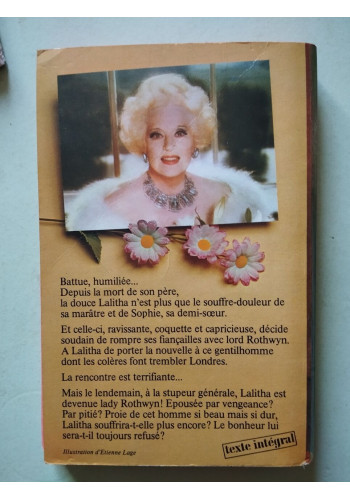 Battue, humiliée...
Depuis la mort de son père,
la douce Lalitha n'est plus que le souffre-douleur de
sa marâtre et de Sophie, sa demi-sœur.
Et celle-ci, ravissante, coquette et capricieuse, décide
soudain de rompre ses fiançailles avec lord Rothwyn.
A Lalitha de porter la nouvelle à ce gentilhomme
dont les colères font trembler Londres.
La rencontre est terrifiante...
Mais le lendemain, à la stupeur générale, Lalitha est
devenue lady Rothwyn! Epousée par vengeance?
Par pitié? Proie de cet homme si beau mais si dur,
Lalitha souffrira-t-elle plus encore? Le bonheur lui
sera-t-il toujours refusé?
texte intégral
Illustration d'Etienne Lage